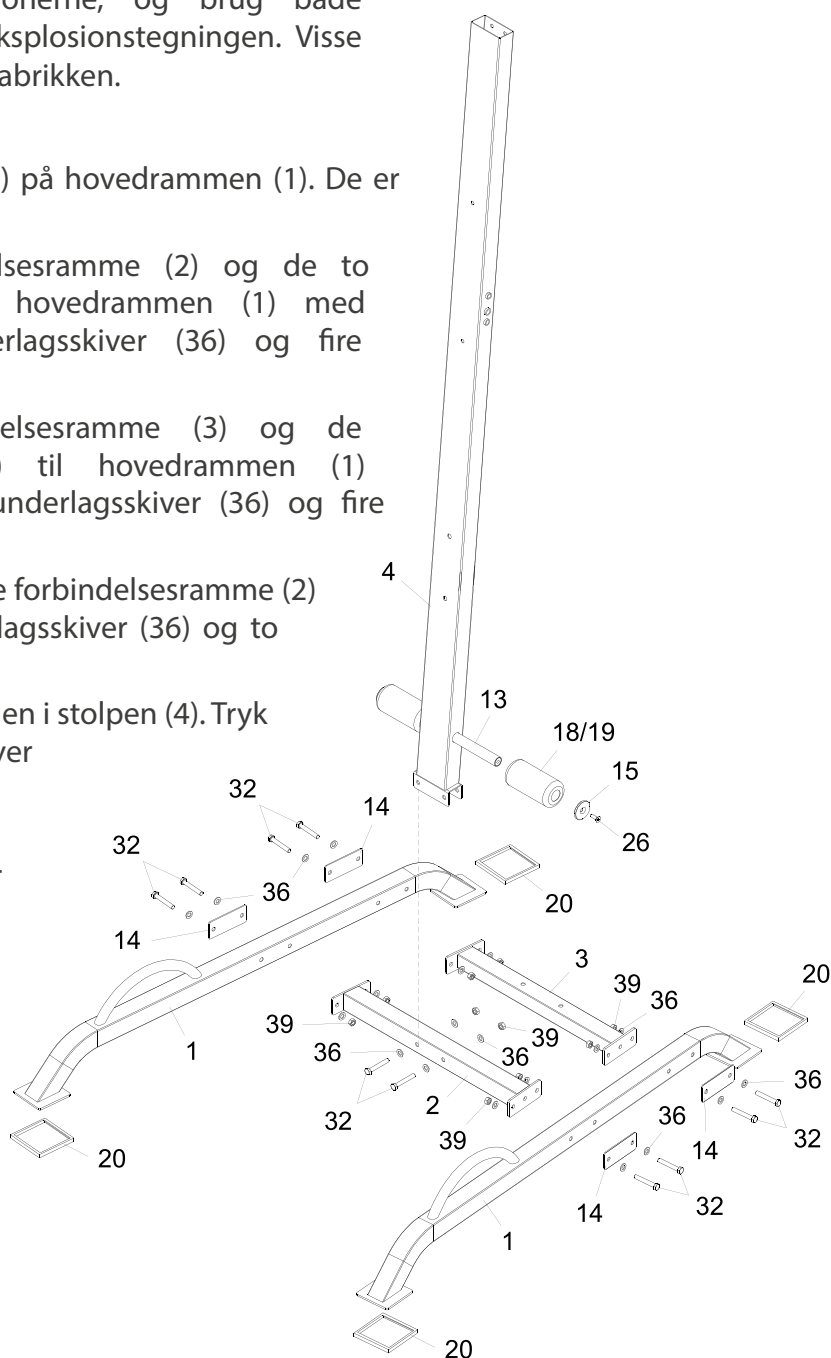 onerne, og brug både
ksplosionstegningen. Visse
abrikken.
) på hovedrammen (1). De er
lsesramme (2) og de to
hovedrammen (1) med
erlagsskiver (36) og fire
elsesramme (3) og de
) til hovedrammen (1)
underlagsskiver (36) og fire
e forbindelsesramme (2)
lagsskiver (36) og to
en i stolpen (4). Tryk
ver
.
4
13
18/19
15
26
32
14
32
36
20
14
3
20
39
36
39
1
39
36
36
36
2
32
14
32
39
36
20
14
32
1
20